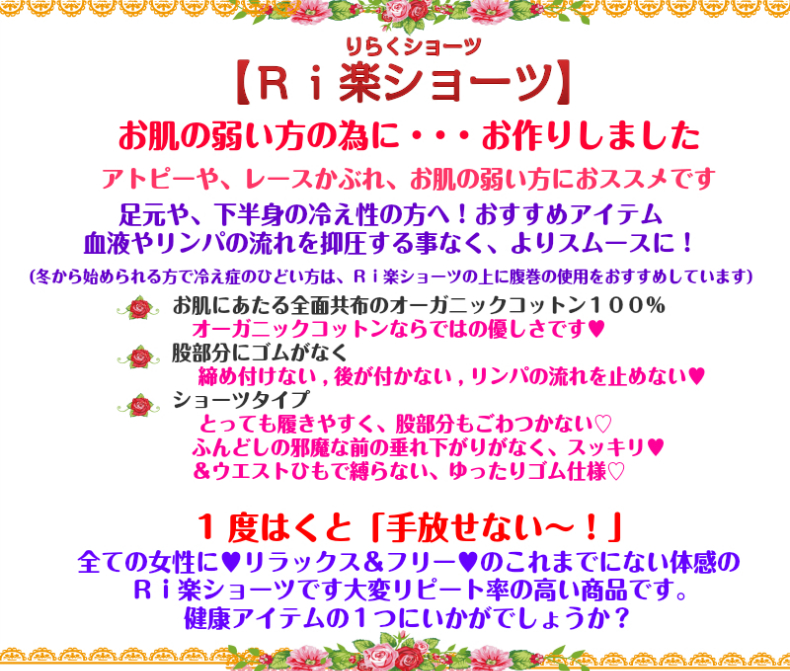 りらくショーツ
【Ｒｉ楽ショーツ】
お肌の弱い方の為に・・・お作りしました
アトピーや、レースかぶれ、お肌の弱い方におススメです
足元や、下半身の冷え性の方へ！おすすめアイテム
血液やリンパの流れを抑圧する事なく、よりスムースに！
（冬から始められる方で冷え症のひどい方は、Ｒｉ楽ショーツの上に腹巻の使用をおすすめしています）
お肌にあたる全面共布のオーガニックコットン１００％
オーガニックコットンならではの優しさです♥
股部分にゴムがなく
締め付けない , 後が付かない , リンパの流れを止めない♥
ショーツタイプ
とっても履きやすく、股部分もごわつかない♡
ふんどしの邪魔な前の垂れ下がりがなく、スッキリ♥
＆ウエストひもで縛らない、ゆったりゴム仕様♡
１度はくと「手放せない～！」
全ての女性に♥リラックス＆フリー♥のこれまでにない体感の
Ｒｉ楽ショーツです大変リピート率の高い商品です。
健康アイテムの１つにいかがでしょうか？